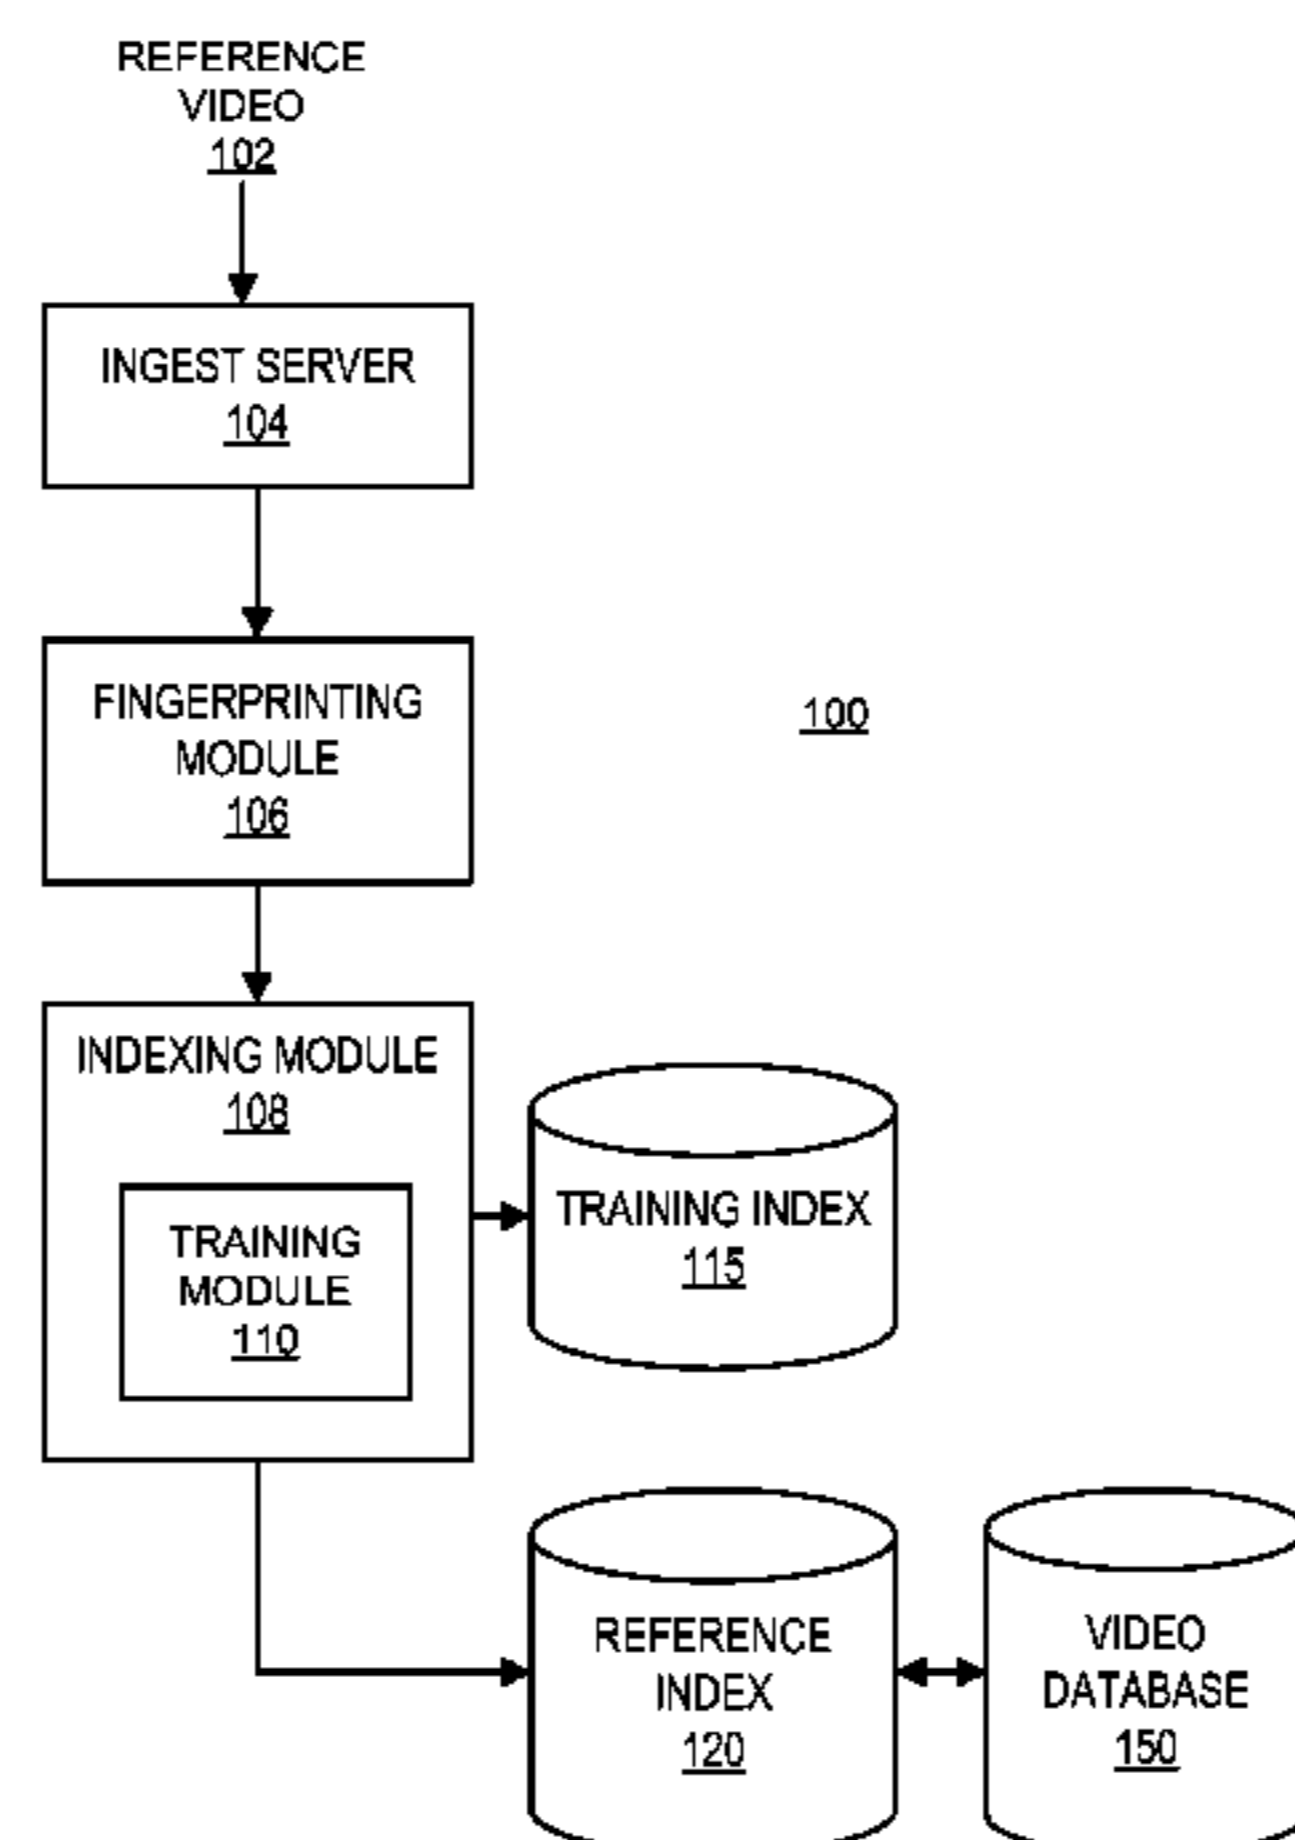 REFERENCE
VIDEO
102
INGEST SERVER
104
FINGERPRINTING
MODULE
106
100
INDEXING MODULE
108
TRAINING
MODULE
110
TRAINING INDEX
115
REFERENCE
INDEX
120
VIDEO
DATABASE
150